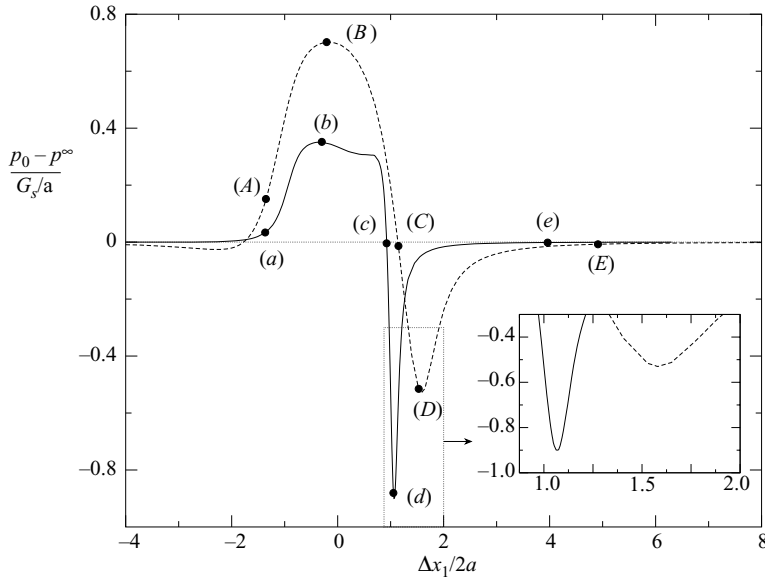 0.8
(B)
0.4
(b)
p₀ – p^∞
G_s/a
(A)
(c)
(C)
(e)
0
(a)
(E)
–0.4
–0.4
–0.6
(D)
–0.8
–0.8
(d)
–1.0
1.0
1.5
2.0
–4
–2
0
2
4
6
8
Δx₁/2a